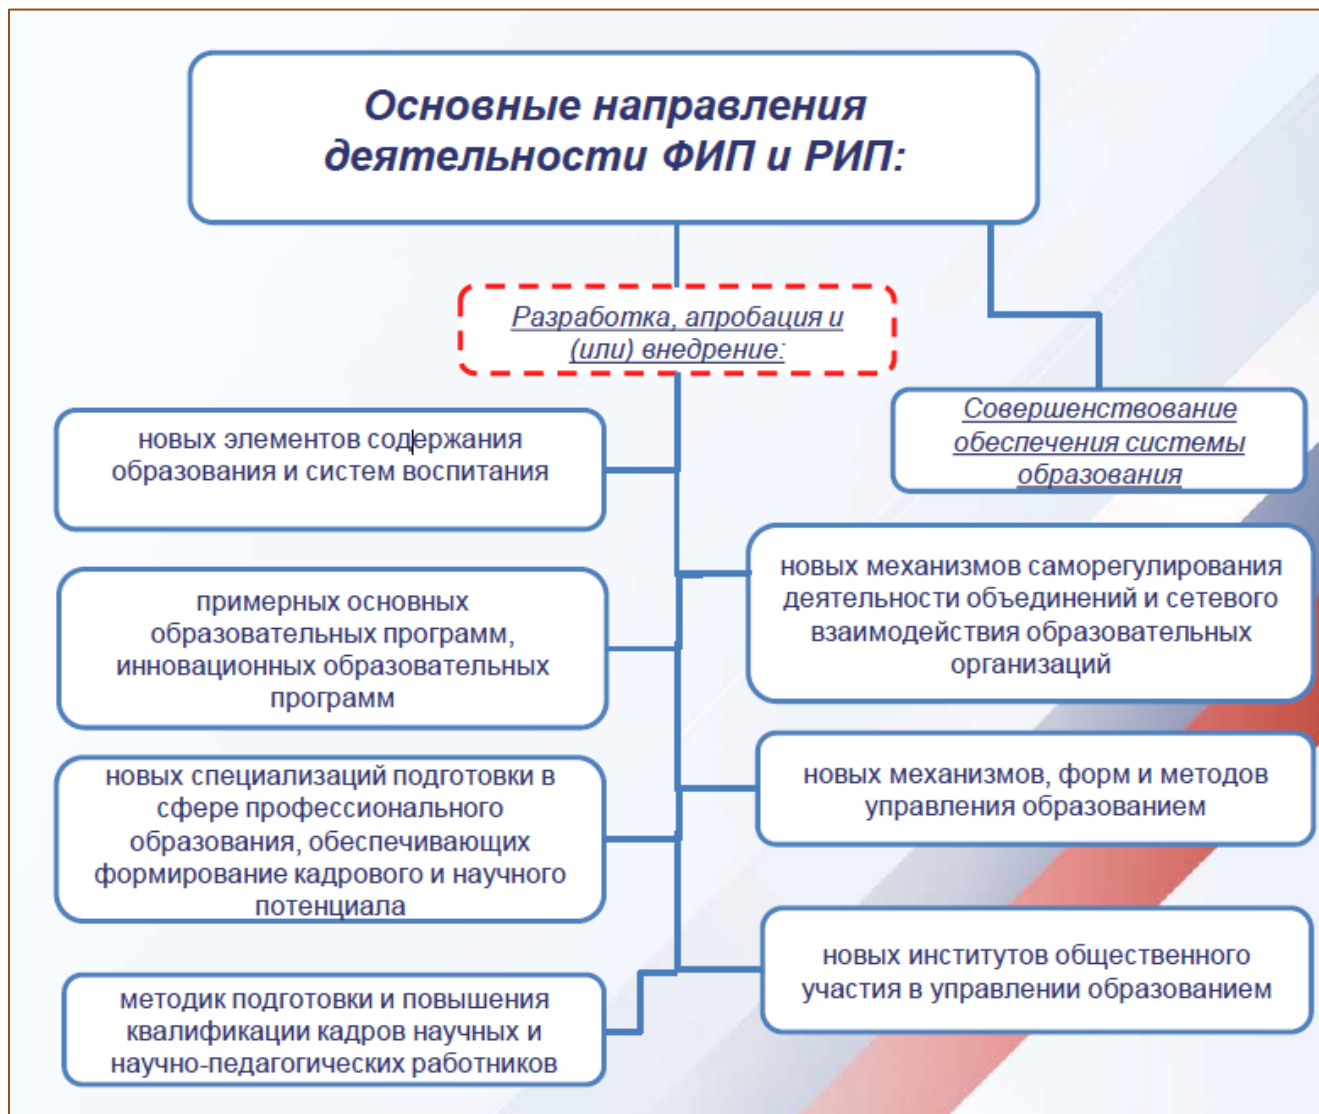 Основные направления
деятельности ФИП и РИП:
Разработка, апробация и
(или) внедрение:
Совершенствование
обеспечения системы
образования
новых элементов содержания
образования и систем воспитания
примерных основных
образовательных программ,
инновационных образовательных
программ
новых специализаций подготовки в
сфере профессионального
образования, обеспечивающих
формирование кадрового и научного
потенциала
методик подготовки и повышения
квалификации кадров научных и
научно-педагогических работников
новых механизмов саморегулирования
деятельности объединений и сетевого
взаимодействия образовательных
организаций
новых механизмов, форм и методов
управления образованием
новых институтов общественного
участия в управлении образованием